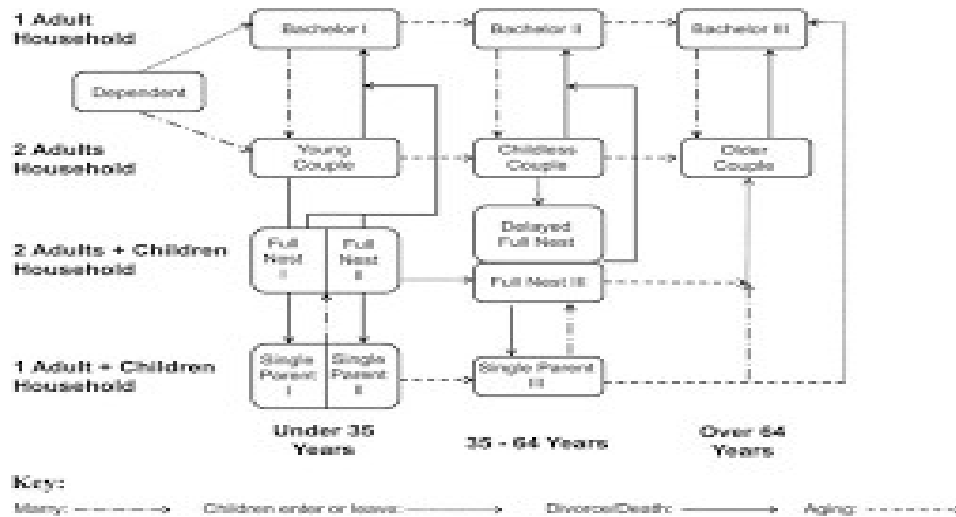 1 Adult
Household
Bachelor I
Bachelor II
Bachelor III
Dependent
2 Adults
Household
Young
Couple
Childless
Couple
Older
Couple
2 Adults + Children
Household
Full
Nest
I
Full
Nest
II
Delayed
Full Nest
Full Nest III
1 Adult + Children
Household
Single
Parent
I
Single
Parent
II
Single Parent
III
Under 35
Years
35 - 64 Years
Over 64
Years
Key:
Marry:
Children enter or leave:
Divorce/Death:
Aging: